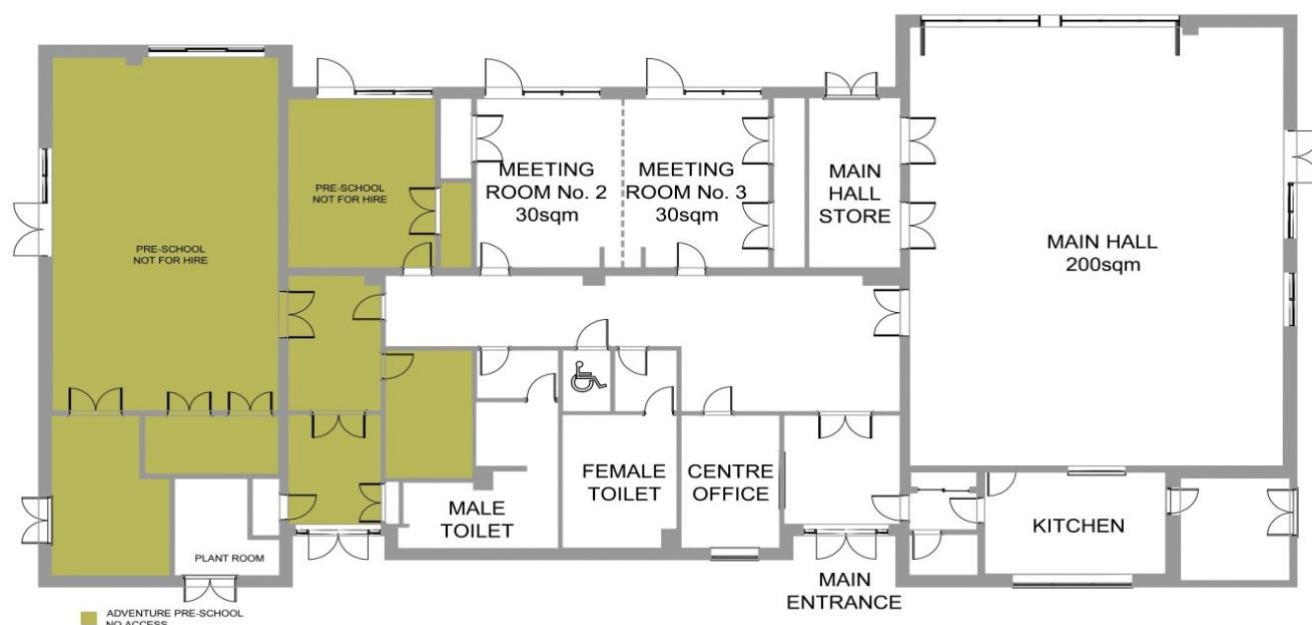 PRE-SCHOOL
NOT FOR HIRE
PRE-SCHOOL
NOT FOR HIRE
MEETING
ROOM No. 2
30sqm
MEETING
ROOM No. 3
30sqm
MAIN
HALL
STORE
MAIN HALL
200sqm
MALE
TOILET
FEMALE
TOILET
CENTRE
OFFICE
KITCHEN
PLANT ROOM
MAIN
ENTRANCE
ADVENTURE PRE-SCHOOL
NO ACCESS